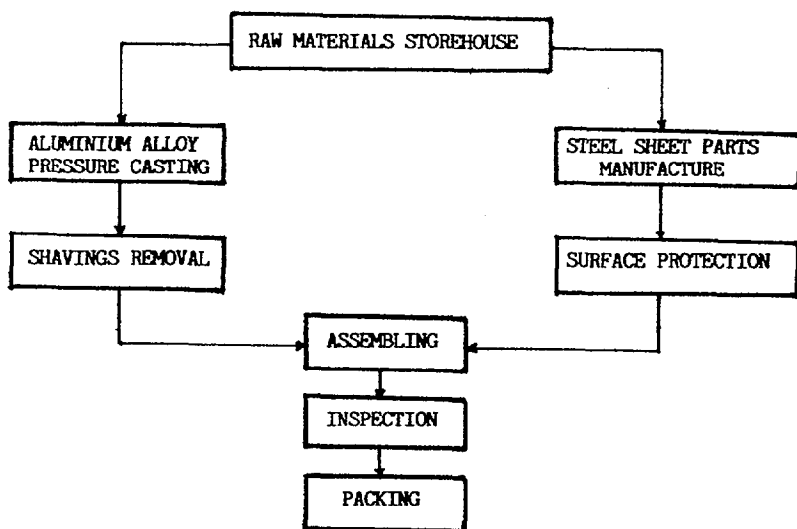 RAW MATERIALS STOREHOUSE
ALUMINIUM ALLOY
PRESSURE CASTING
STEEL SHEET PARTS
MANUFACTURE
SHAVINGS REMOVAL
SURFACE PROTECTION
ASSEMBLING
INSPECTION
PACKING